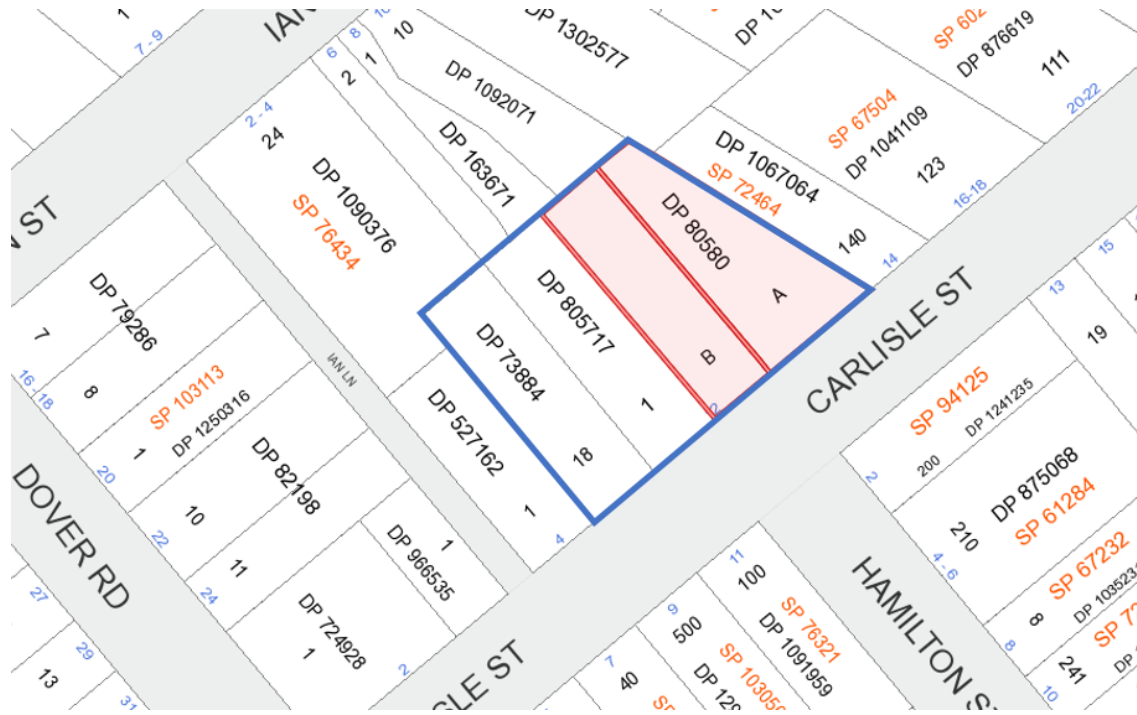 1
7 - 9
IAN
6
8
10
10
2
1
DP 1302577
DP 1092071
DP 163671
DP 876619
111
20-22
SP 67504
DP 1041109
123
16-18
DP 1067064
SP 72464
140
14
2 - 4
24
DP 1090376
SP 76434
N ST
DP 80580
A
B
DP 805717
1
DP 73884
18
CARLISLE ST
15
13
19
DP 79286
7
8
16 - 18
SP 103113
DP 1250316
1
20
IAN LN
DP 527162
1
4
DP 82198
10
22
11
24
DP 966535
1
DP 724928
1
2
DOVER RD
27
29
13
31
SP 94125
DP 1241235
200
2
DP 875068
SP 61284
210
4 - 6
SP 67232
8
8
241
10
HAMILTON S
11
100
SP 76321
DP 1091959
9
500
7
40